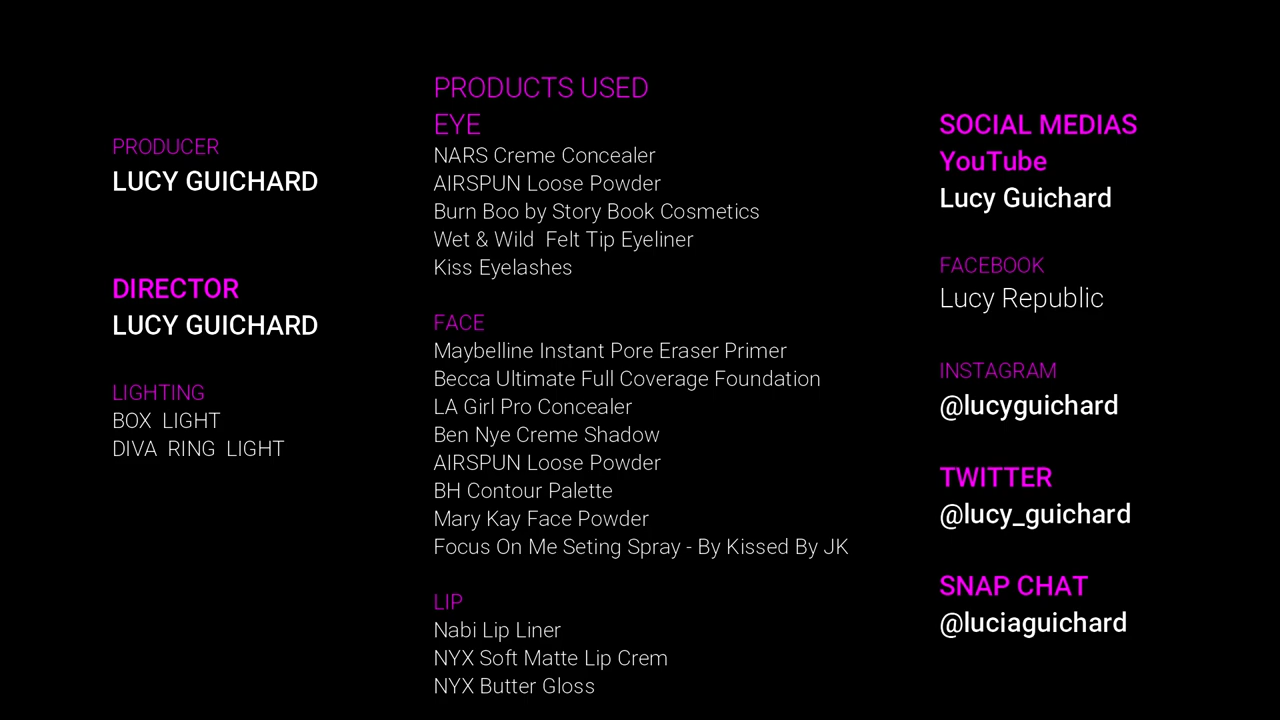 PRODUCER
LUCY GUICHARD
DIRECTOR
LUCY GUICHARD
LIGHTING
BOX LIGHT
DIVA RING LIGHT
PRODUCTS USED
EYE
NARS Creme Concealer
AIRSPUN Loose Powder
Burn Boo by Story Book Cosmetics
Wet & Wild Felt Tip Eyeliner
Kiss Eyelashes
FACE
Maybelline Instant Pore Eraser Primer
Becca Ultimate Full Coverage Foundation
LA Girl Pro Concealer
Ben Nye Creme Shadow
AIRSPUN Loose Powder
BH Contour Palette
Mary Kay Face Powder
Focus On Me Seting Spray - By Kissed By JK
LIP
Nabi Lip Liner
NYX Soft Matte Lip Crem
NYX Butter Gloss
SOCIAL MEDIAS
YouTube
Lucy Guichard
FACEBOOK
Lucy Republic
INSTAGRAM
@lucyguichard
TWITTER
@lucy_guichard
SNAP CHAT
@luciaguichard